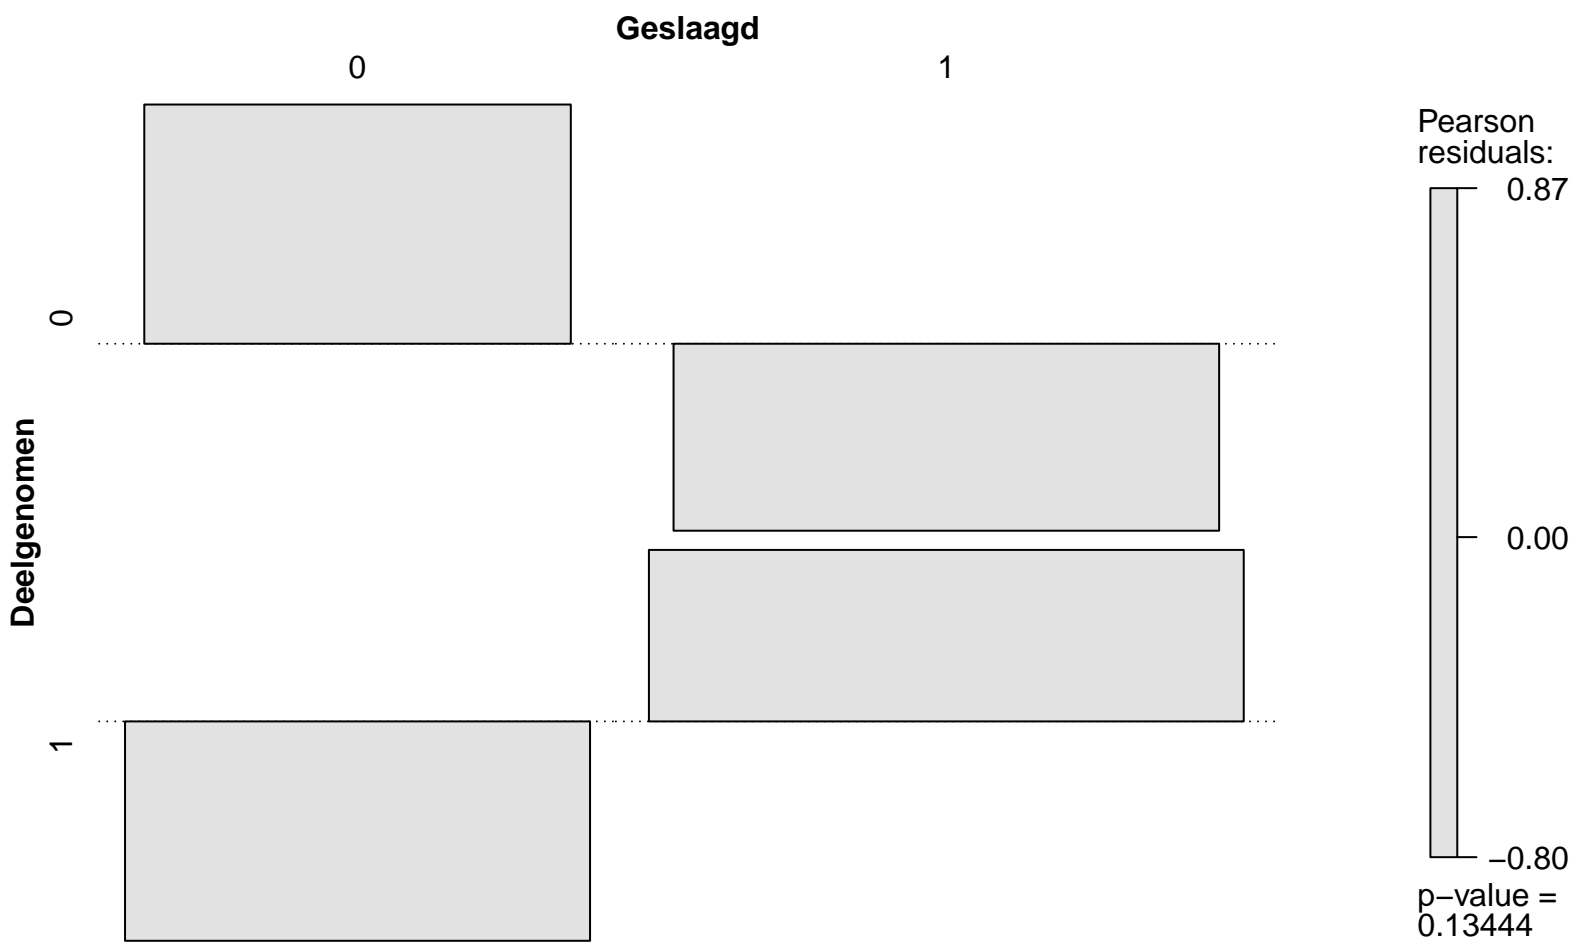 Geslaagd
0
1
Deelgenomen
0
1
Pearson
residuals:
0.87
0.00
−0.80
p−value =
0.13444